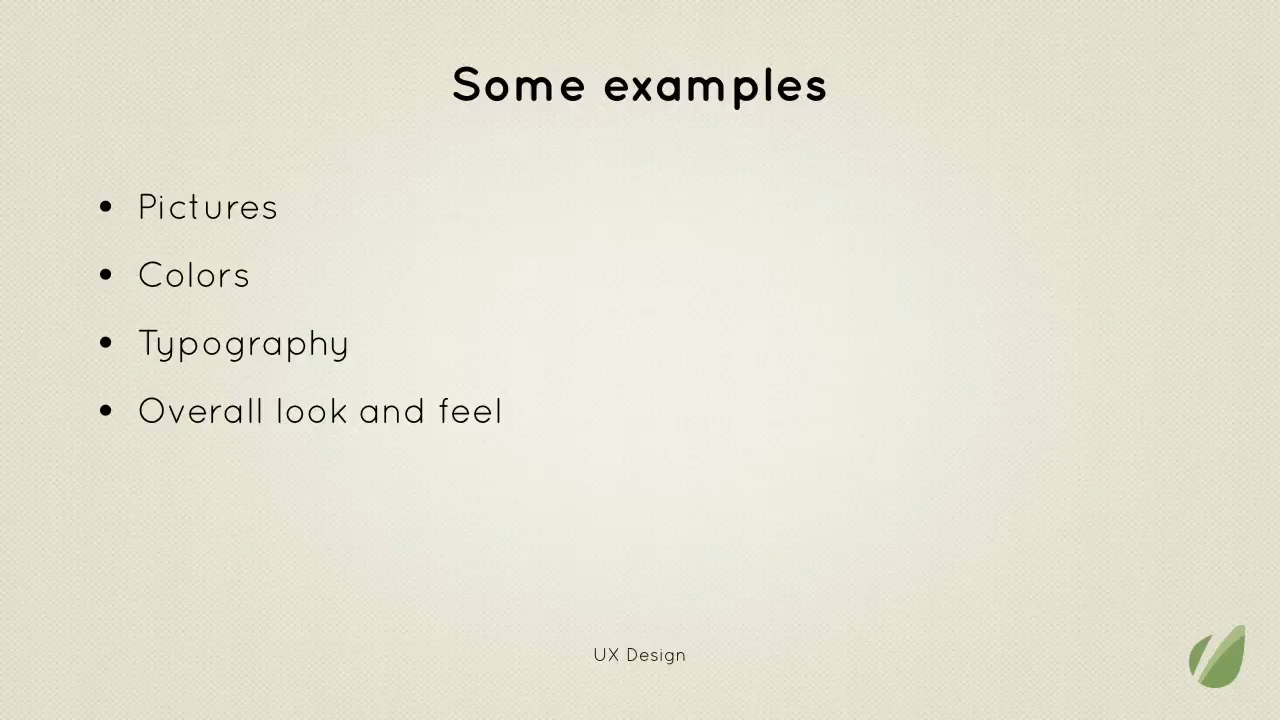 Some examples
• Pictures
• Colors
• Typography
• Overall look and feel
UX Design